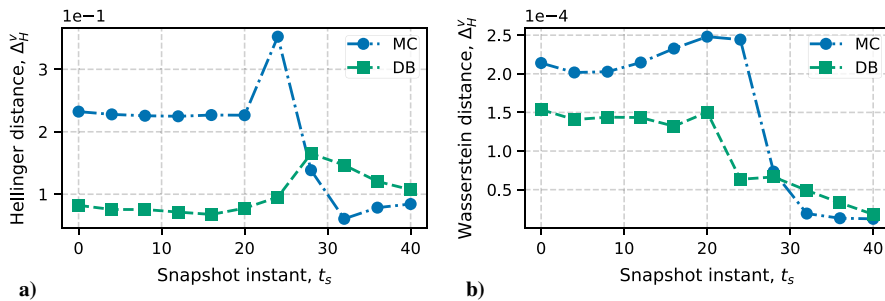 1e−1
Hellinger distance, Δ_H^v
3
2
1
MC
DB
0
10
20
30
40
Snapshot instant, t_s
a)
1e−4
Wasserstein distance, Δ_H^v
2.5
2.0
1.5
1.0
0.5
MC
DB
0
10
20
30
40
Snapshot instant, t_s
b)